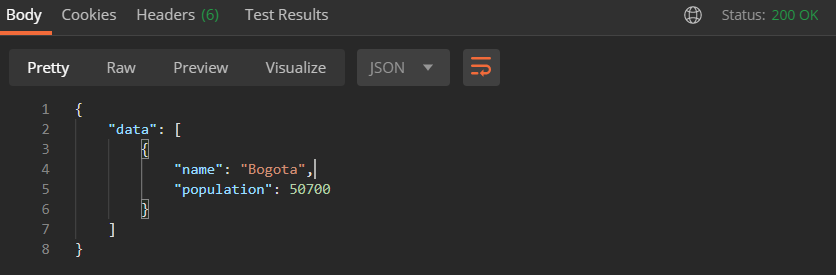 Body Cookies Headers (6) Test Results Status: 200 OK
Pretty Raw Preview Visualize JSON
1 {
2 "data": [
3 {
4 "name": "Bogota",
5 "population": 50700
6 }
7 ]
8 }